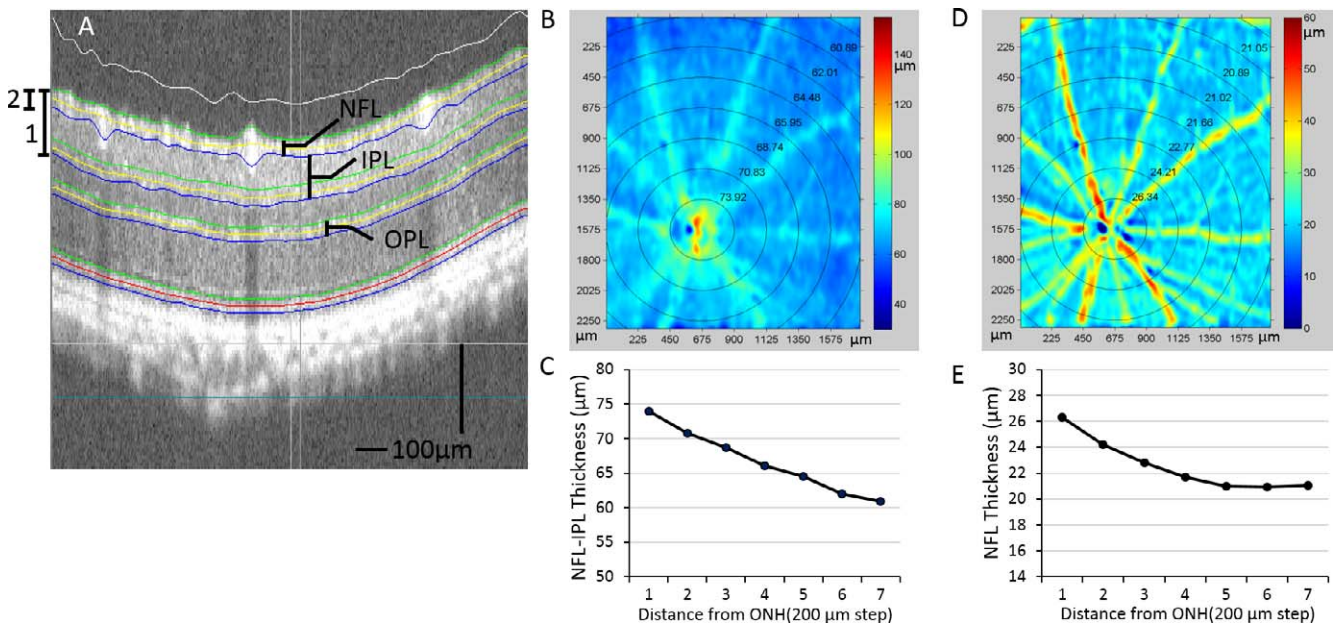 A
2
1
NFL
IPL
OPL
100μm
B
225
450
675
900
1125
1350
1575
1800
2025
2250
μm
225 450 675 900 1125 1350 1575
μm
60.89
62.01
64.48
65.95
68.74
70.83
73.92
140
μm
120
100
80
60
40
C
NFL-IPL Thickness (μm)
80
75
70
65
60
55
50
1 2 3 4 5 6 7
Distance from ONH(200 μm step)
D
225
450
675
900
1125
1350
1575
1800
2025
2250
μm
225 450 675 900 1125 1350 1575
μm
21.05
20.89
21.02
21.66
22.77
24.21
26.34
60
μm
50
40
30
20
10
0
E
NFL Thickness (μm)
30
28
26
24
22
20
18
16
14
1 2 3 4 5 6 7
Distance from ONH(200 μm step)